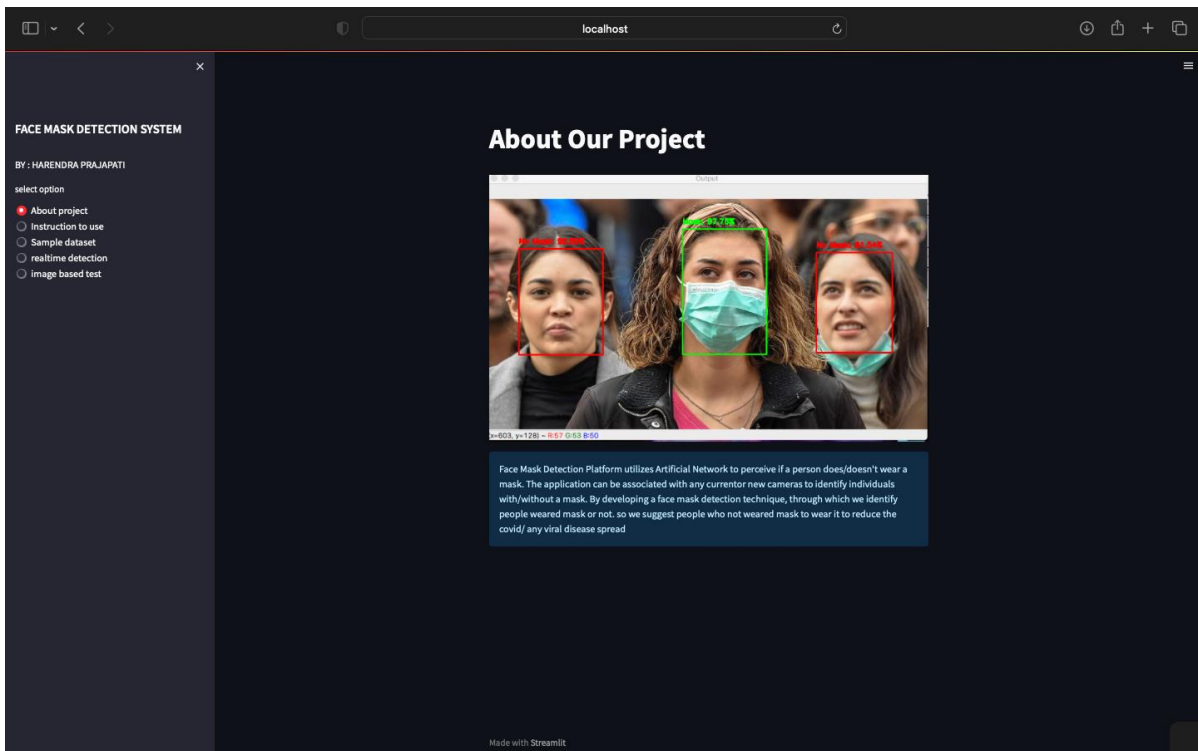 localhost
FACE MASK DETECTION SYSTEM
BY : HARENDRA PRAJAPATI
select option
About project
Instruction to use
Sample dataset
realtime detection
image based test
About Our Project
Output
97.75%
(x=603, y=128) ~ R:57 G:53 B:50
Face Mask Detection Platform utilizes Artificial Network to perceive if a person does/doesn't wear a
mask. The application can be associated with any currentor new cameras to identify individuals
with/without a mask. By developing a face mask detection technique, through which we identify
people weared mask or not. so we suggest people who not weared mask to wear it to reduce the
covid/ any viral disease spread
Made with Streamlit